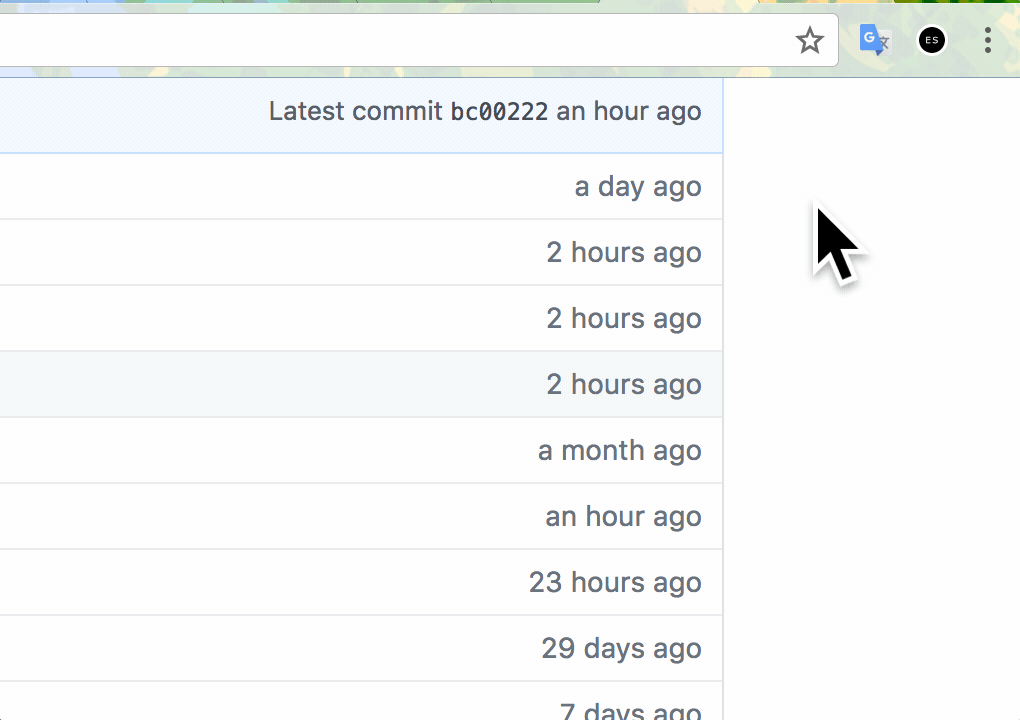 G 文
ES
Latest commit bc00222 an hour ago
a day ago
2 hours ago
2 hours ago
2 hours ago
a month ago
an hour ago
23 hours ago
29 days ago
7 days ago